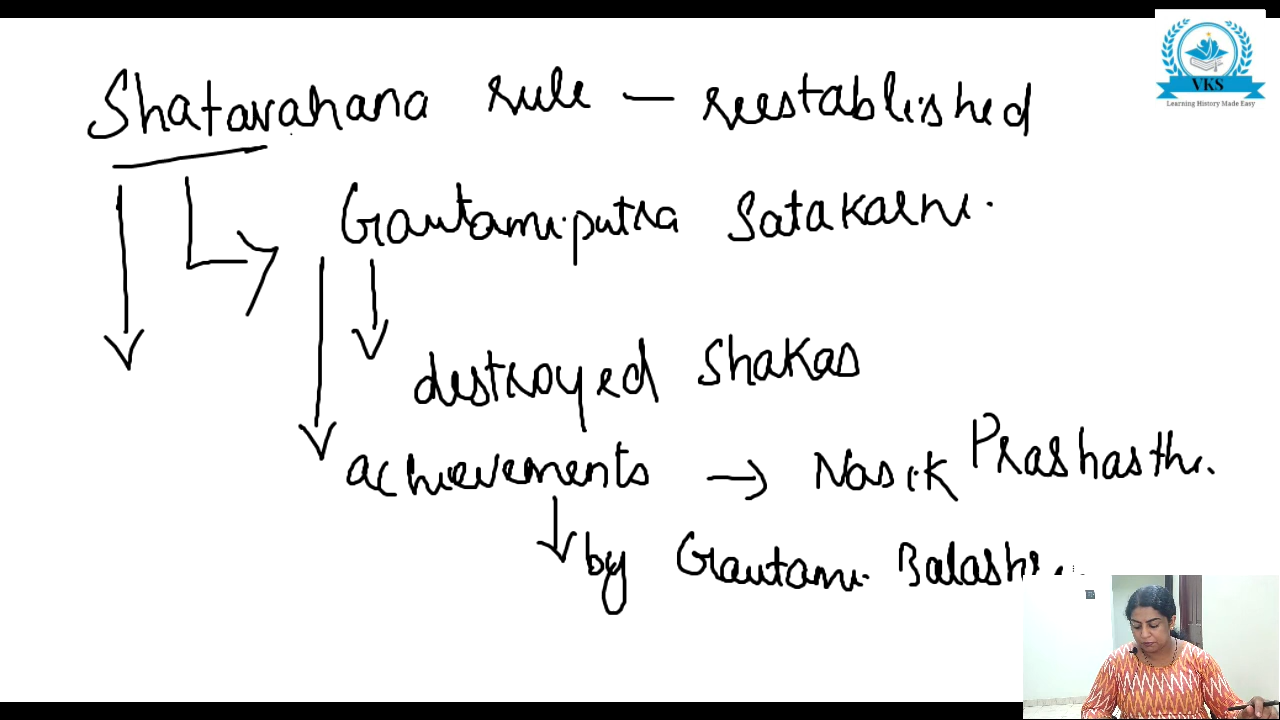 VKS
Learning History Made Easy
Shatavahana rule — reestablished
Gautamiputra Satakarni.
destroyed Shakas
achievements → Nasik Prashasthi.
by Gautami Balashri